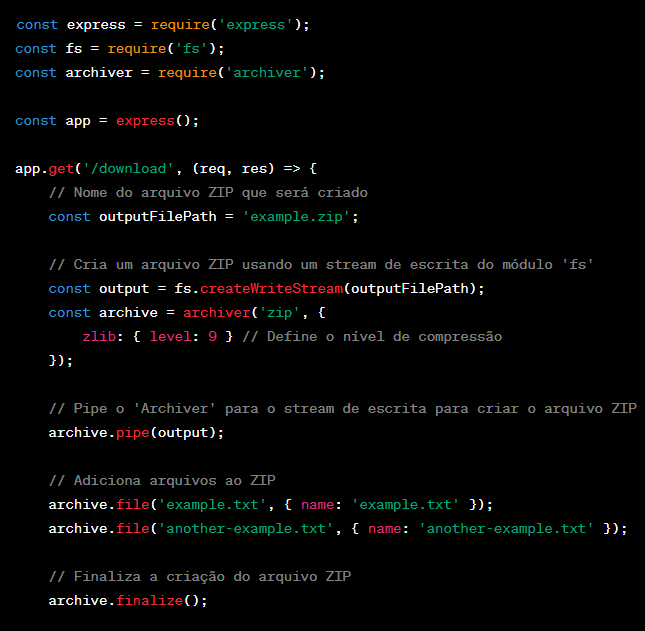 const express = require('express');
const fs = require('fs');
const archiver = require('archiver');

const app = express();

app.get('/download', (req, res) => {
    // Nome do arquivo ZIP que será criado
    const outputFilePath = 'example.zip';

    // Cria um arquivo ZIP usando um stream de escrita do módulo 'fs'
    const output = fs.createWriteStream(outputFilePath);
    const archive = archiver('zip', {
        zlib: { level: 9 } // Define o nível de compressão
    });

    // Pipe o 'Archiver' para o stream de escrita para criar o arquivo ZIP
    archive.pipe(output);

    // Adiciona arquivos ao ZIP
    archive.file('example.txt', { name: 'example.txt' });
    archive.file('another-example.txt', { name: 'another-example.txt' });

    // Finaliza a criação do arquivo ZIP
    archive.finalize();